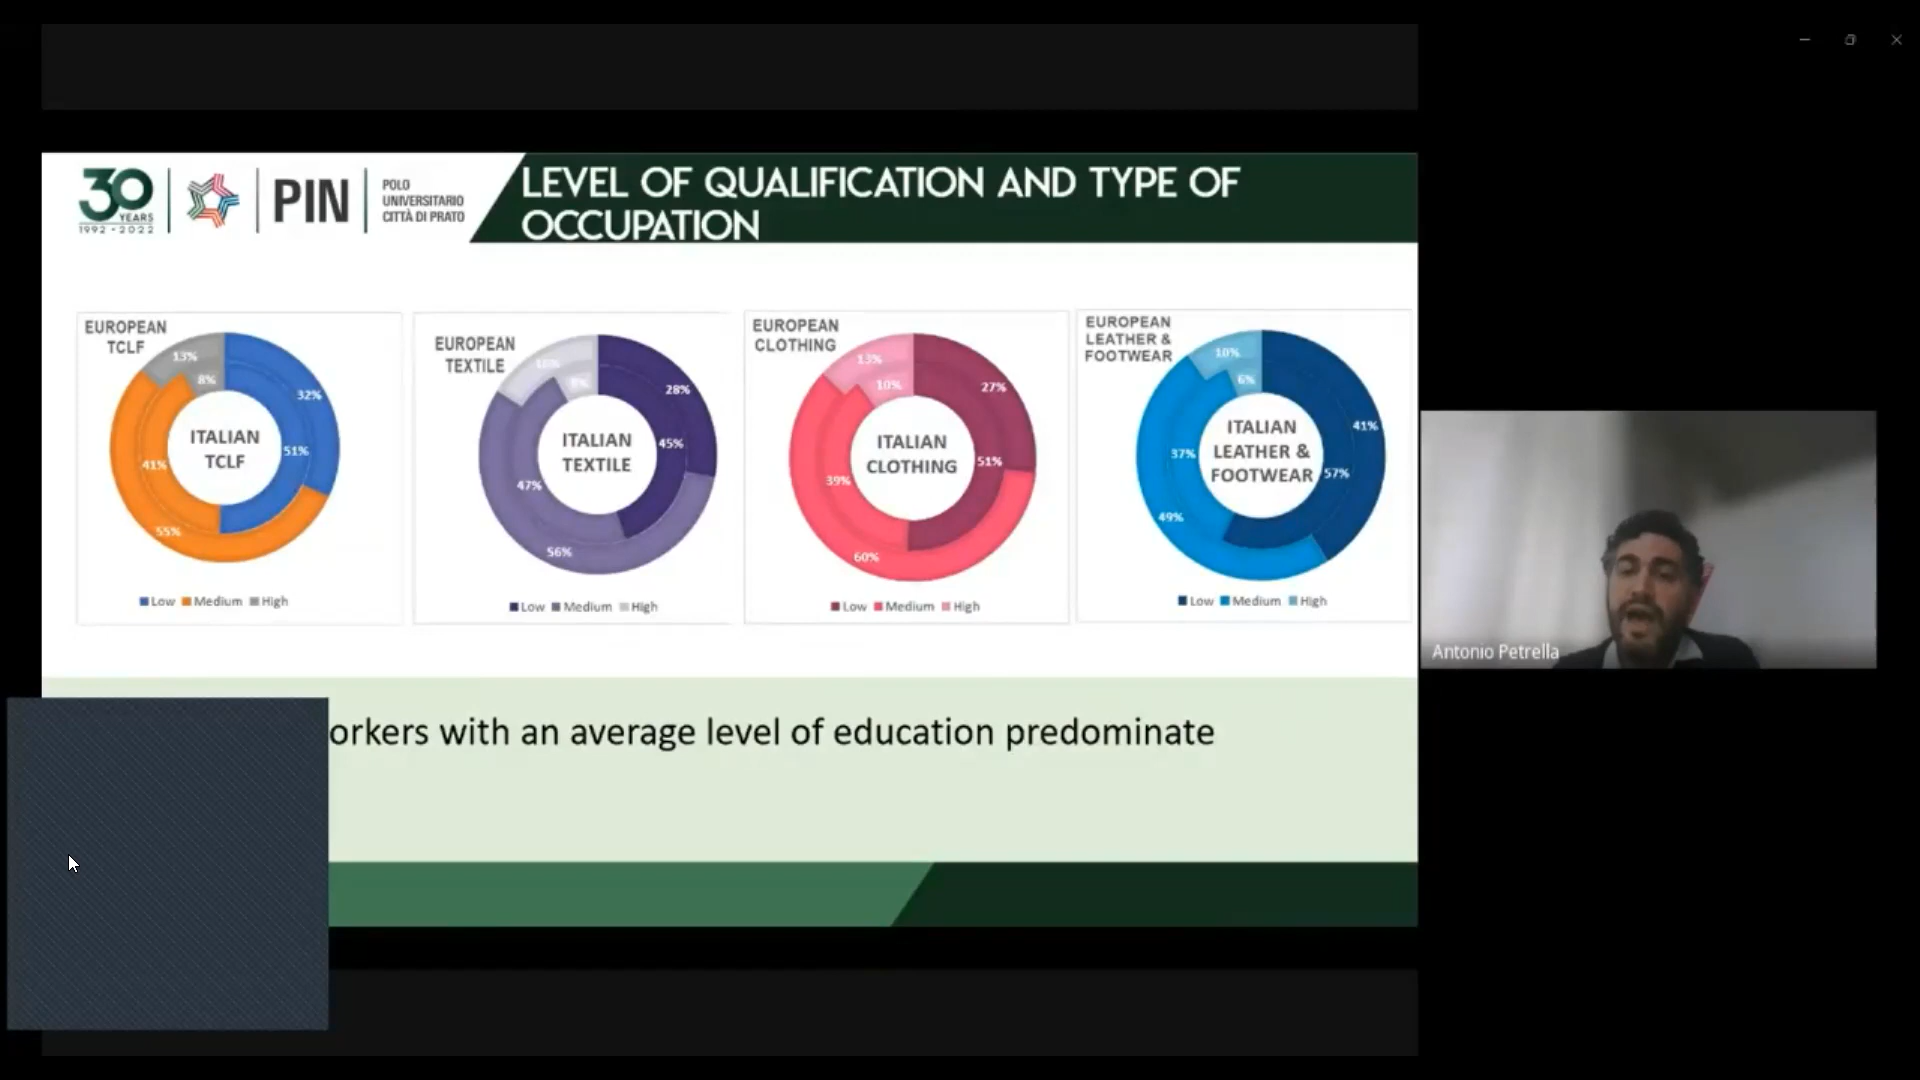 30
YEARS
1992 - 2022
PIN
POLO
UNIVERSITARIO
CITTÀ DI PRATO
LEVEL OF QUALIFICATION AND TYPE OF
OCCUPATION
EUROPEAN
TCLF
13%
8%
32%
51%
41%
55%
ITALIAN
TCLF
Low Medium High
EUROPEAN
TEXTILE
28%
45%
47%
56%
ITALIAN
TEXTILE
Low Medium High
EUROPEAN
CLOTHING
13%
10%
27%
51%
39%
60%
ITALIAN
CLOTHING
Low Medium High
EUROPEAN
LEATHER &
FOOTWEAR
10%
6%
41%
37%
57%
49%
ITALIAN
LEATHER &
FOOTWEAR
Low Medium High
orkers with an average level of education predominate
Antonio Petrella